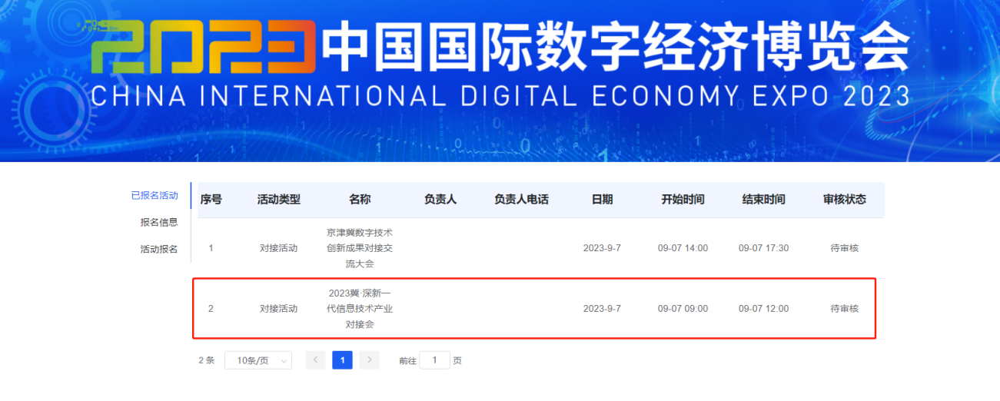 2023中国国际数字经济博览会
CHINA INTERNATIONAL DIGITAL ECONOMY EXPO 2023
已报名活动
报名信息
活动报名
序号 活动类型 名称 负责人 负责人电话 日期 开始时间 结束时间 审核状态
京津冀数字技术
1 对接活动 创新成果对接交 2023-9-7 09-07 14:00 09-07 17:30 待审核
流大会
2023冀·深新一
2 对接活动 代信息技术产业 2023-9-7 09-07 09:00 09-07 12:00 待审核
对接会
2 条 10条/页 1 前往 1 页